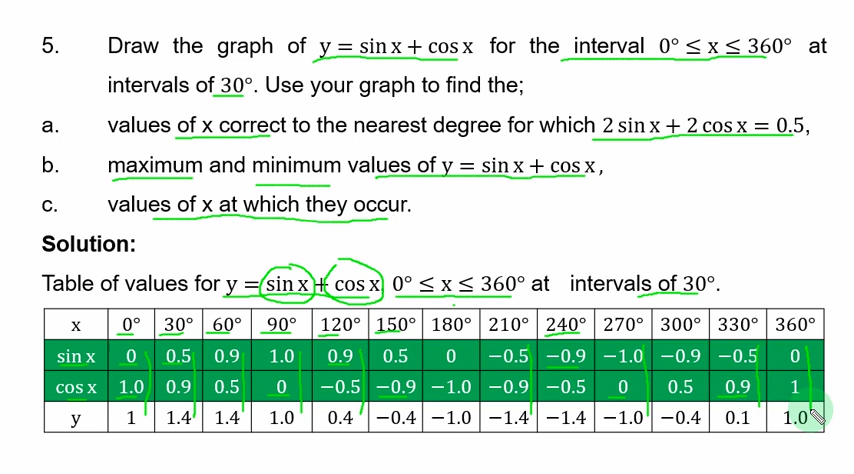 5. Draw the graph of y = sin x + cos x for the interval 0° ≤ x ≤ 360° at
intervals of 30°. Use your graph to find the;
a. values of x correct to the nearest degree for which 2 sin x + 2 cos x = 0.5,
b. maximum and minimum values of y = sin x + cos x,
c. values of x at which they occur.
Solution:
Table of values for y = sin x + cos x, 0° ≤ x ≤ 360° at intervals of 30°.
x 0° 30° 60° 90° 120° 150° 180° 210° 240° 270° 300° 330° 360°
sin x 0 0.5 0.9 1.0 0.9 0.5 0 −0.5 −0.9 −1.0 −0.9 −0.5 0
cos x 1.0 0.9 0.5 0 −0.5 −0.9 −1.0 −0.9 −0.5 0 0.5 0.9 1
y 1 1.4 1.4 1.0 0.4 −0.4 −1.0 −1.4 −1.4 −1.0 −0.4 0.1 1.0